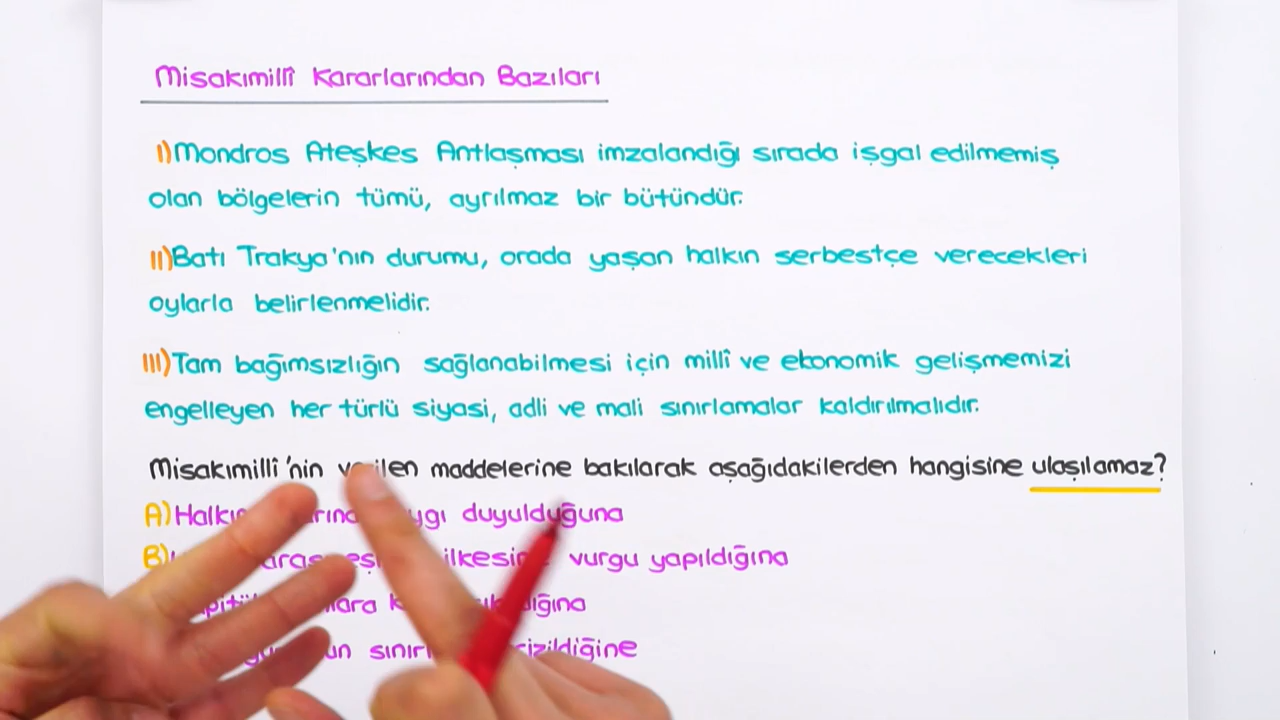 Misakımillî Kararlarından Bazıları
I) Mondros Ateşkes Antlaşması imzalandığı sırada işgal edilmemiş
olan bölgelerin tümü, ayrılmaz bir bütündür.
II) Batı Trakya'nın durumu, orada yaşan halkın serbestçe verecekleri
oylarla belirlenmelidir.
III) Tam bağımsızlığın sağlanabilmesi için millî ve ekonomik gelişmemizi
engelleyen her türlü siyasi, adli ve mali sınırlamalar kaldırılmalıdır.
Misakımillî'nin verilen maddelerine bakılarak aşağıdakilerden hangisine ulaşılamaz?
A) duyulduğuna
B) vurgu yapıldığına